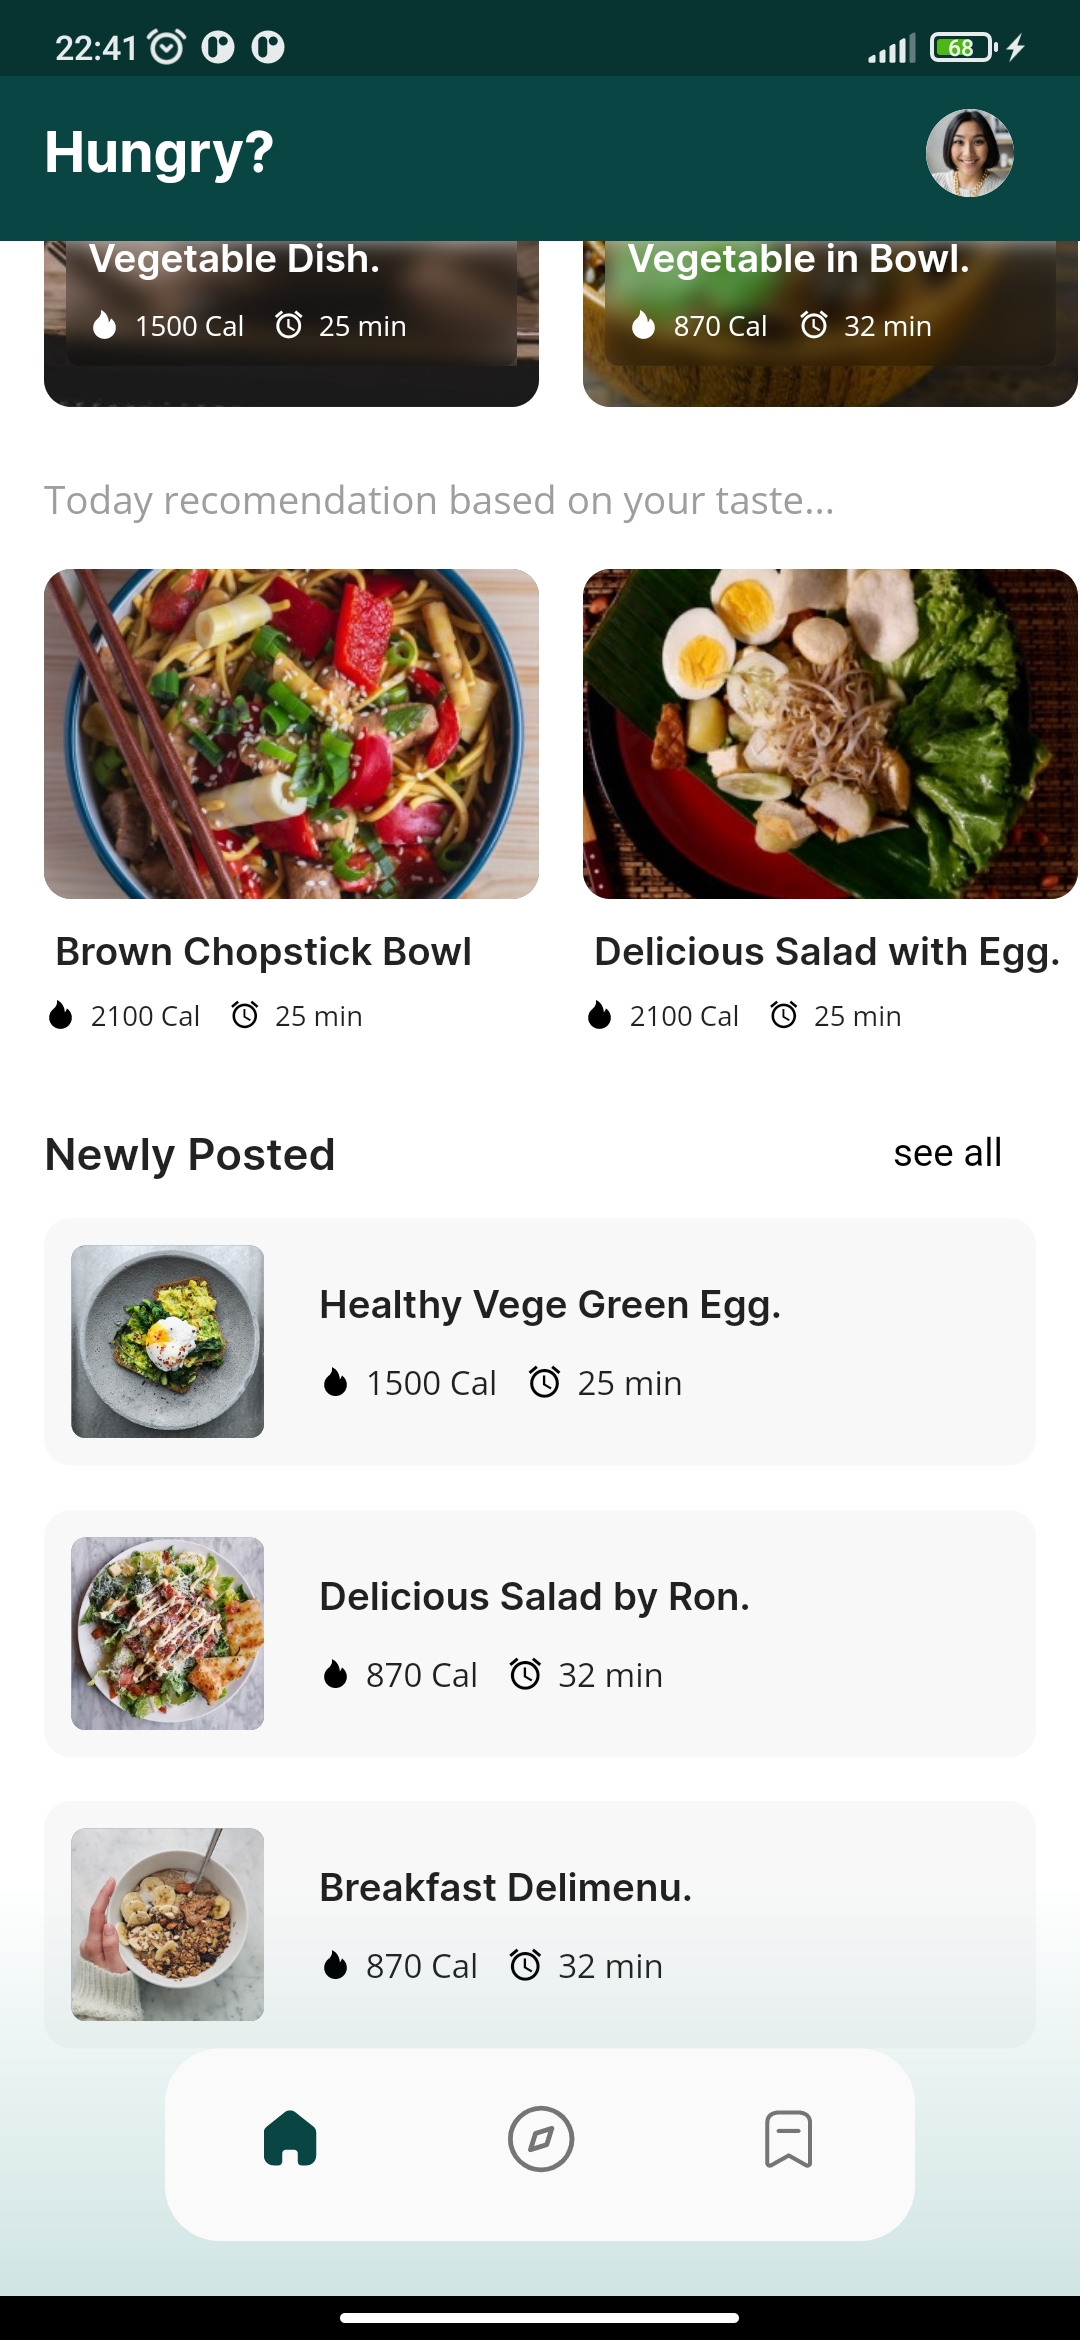 22:41
68
Hungry?
Vegetable Dish.
Vegetable in Bowl.
1500 Cal
25 min
870 Cal
32 min
Today recomendation based on your taste...
Brown Chopstick Bowl
Delicious Salad with Egg.
2100 Cal
25 min
2100 Cal
25 min
Newly Posted
see all
Healthy Vege Green Egg.
1500 Cal
25 min
Delicious Salad by Ron.
870 Cal
32 min
Breakfast Delimenu.
870 Cal
32 min